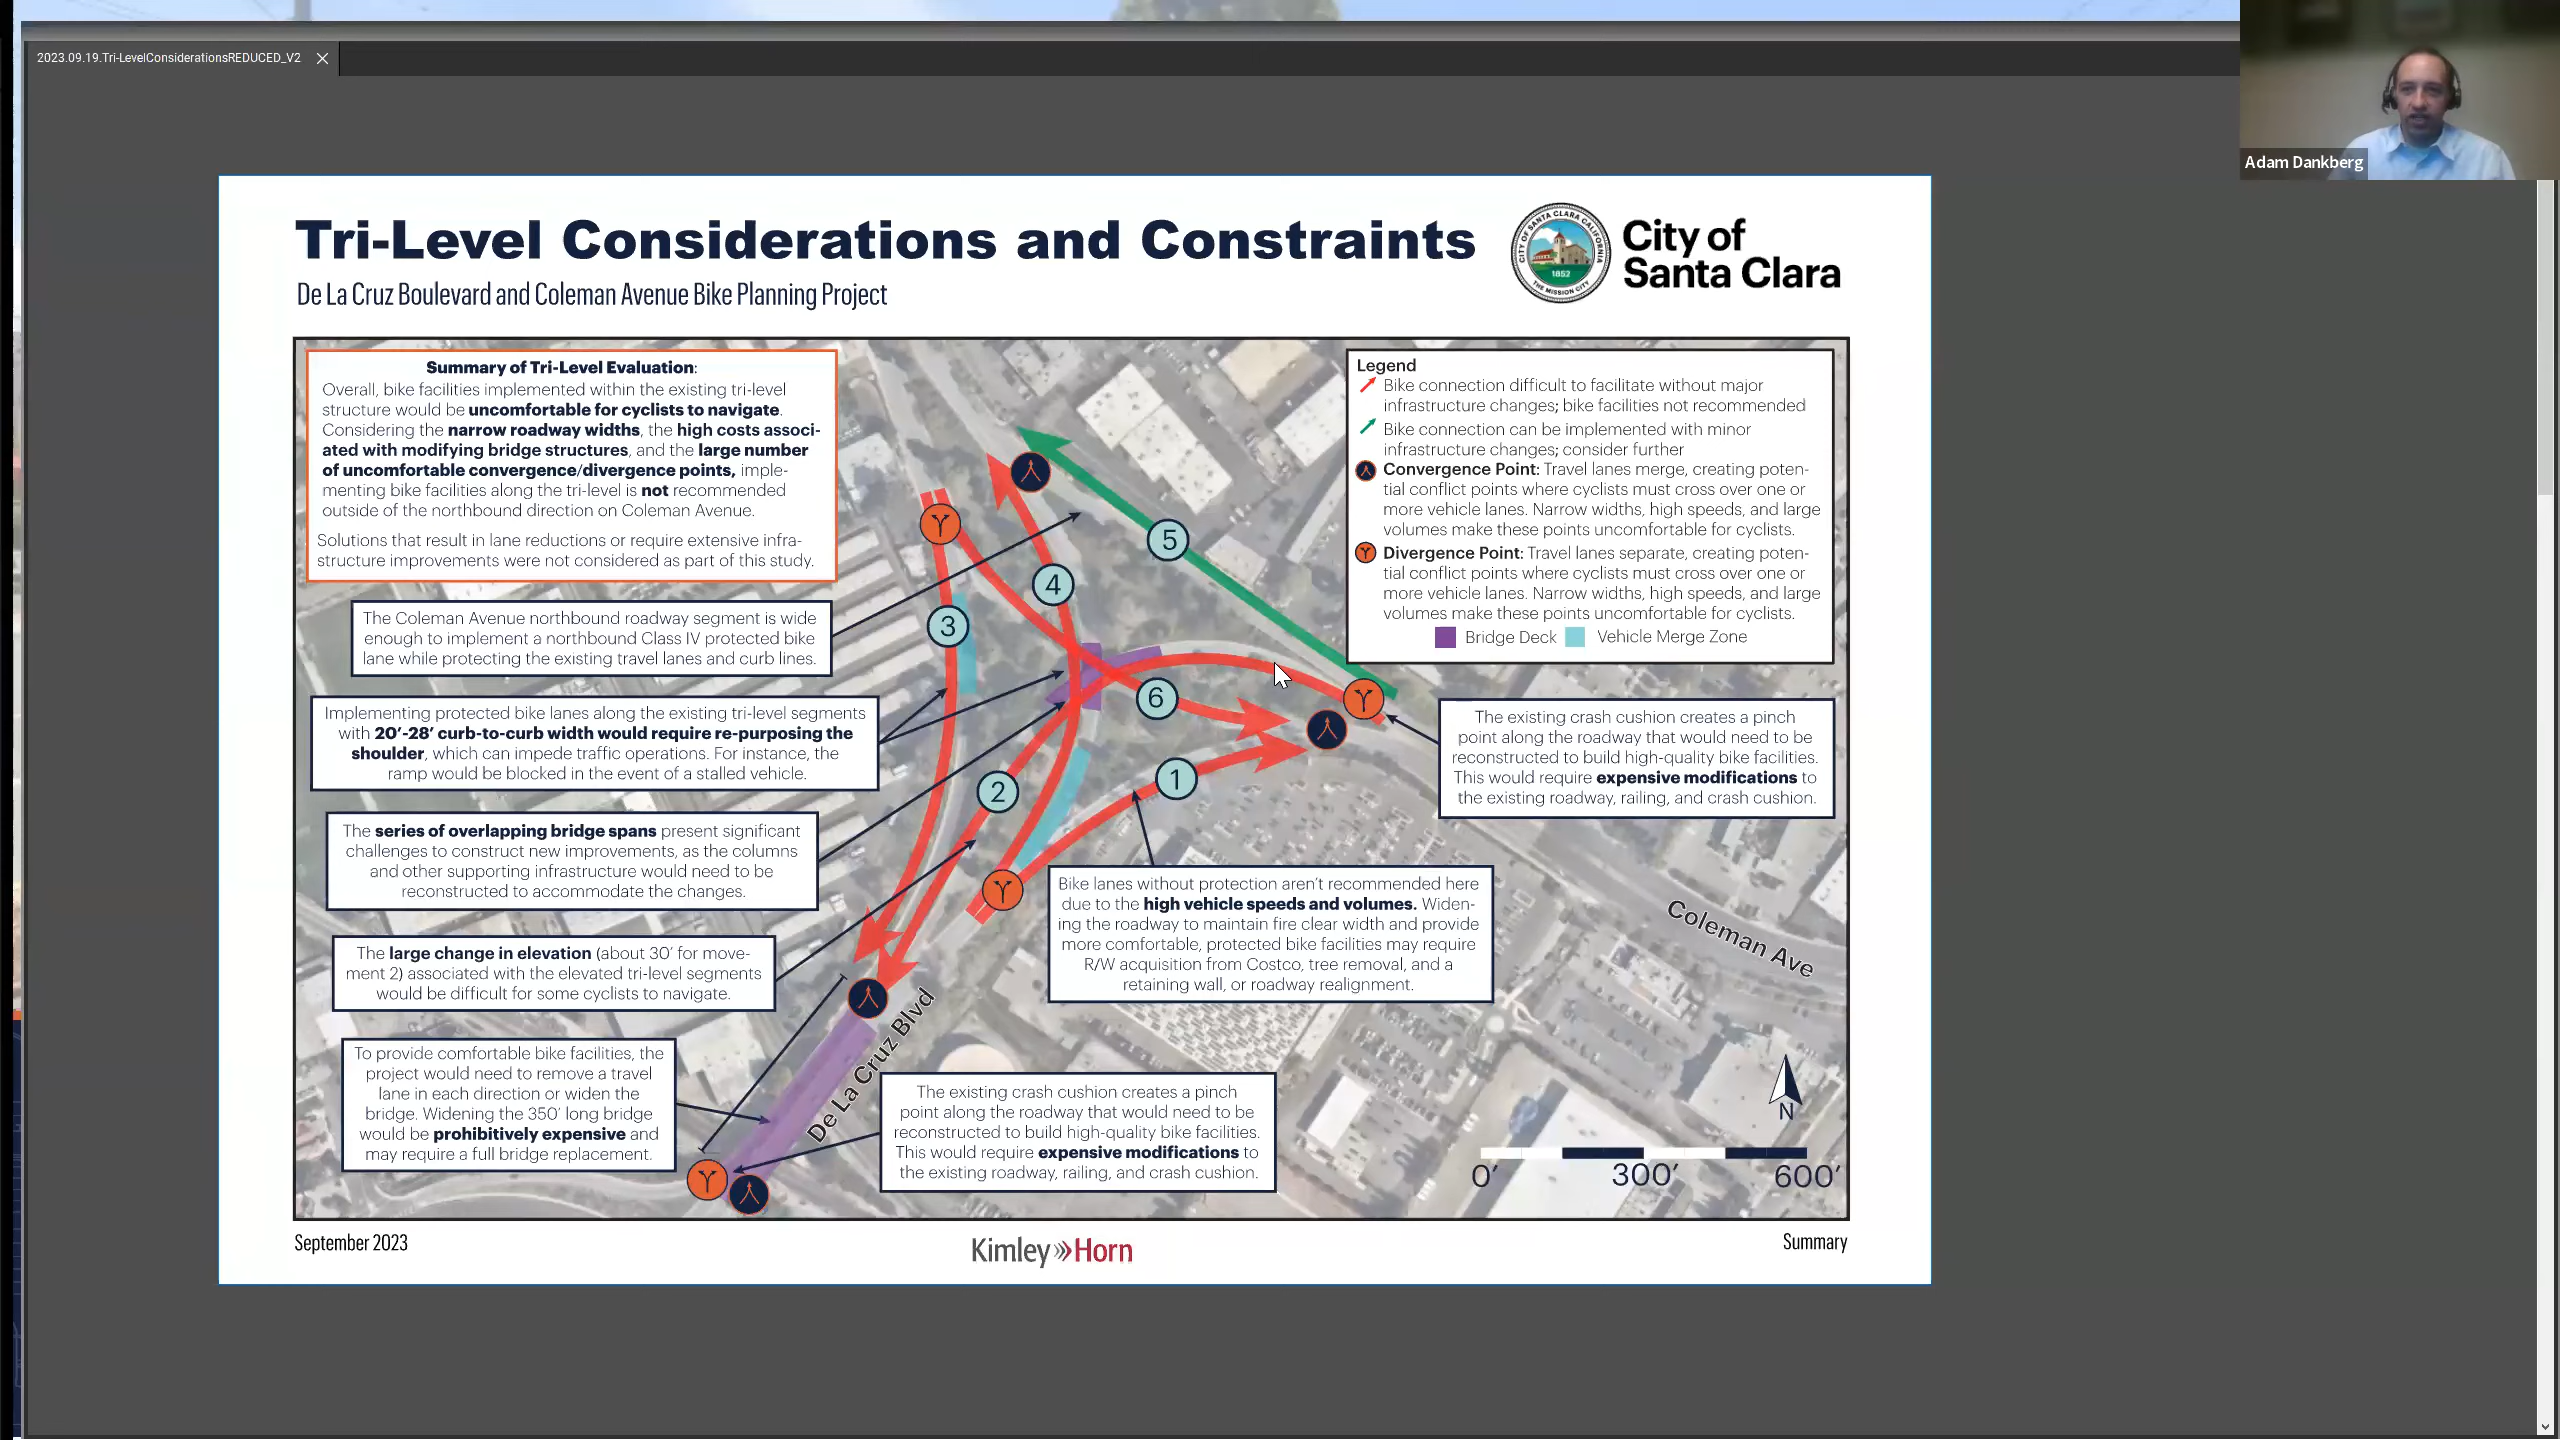 2023.09.19.Tri-LevelConsiderationsREDUCED_V2
Adam Dankberg
Tri-Level Considerations and Constraints
De La Cruz Boulevard and Coleman Avenue Bike Planning Project
CITY OF SANTA CLARA CALIFORNIA
1852
THE MISSION CITY
City of
Santa Clara
Summary of Tri-Level Evaluation:
Overall, bike facilities implemented within the existing tri-level
structure would be uncomfortable for cyclists to navigate.
Considering the narrow roadway widths, the high costs associ-
ated with modifying bridge structures, and the large number
of uncomfortable convergence/divergence points, imple-
menting bike facilities along the tri-level is not recommended
outside of the northbound direction on Coleman Avenue.
Solutions that result in lane reductions or require extensive infra-
structure improvements were not considered as part of this study.
Legend
Bike connection difficult to facilitate without major
infrastructure changes; bike facilities not recommended
Bike connection can be implemented with minor
infrastructure changes; consider further
Convergence Point: Travel lanes merge, creating poten-
tial conflict points where cyclists must cross over one or
more vehicle lanes. Narrow widths, high speeds, and large
volumes make these points uncomfortable for cyclists.
Divergence Point: Travel lanes separate, creating poten-
tial conflict points where cyclists must cross over one or
more vehicle lanes. Narrow widths, high speeds, and large
volumes make these points uncomfortable for cyclists.
Bridge Deck
Vehicle Merge Zone
5
4
3
6
2
1
The Coleman Avenue northbound roadway segment is wide
enough to implement a northbound Class IV protected bike
lane while protecting the existing travel lanes and curb lines.
Implementing protected bike lanes along the existing tri-level segments
with 20'-28' curb-to-curb width would require re-purposing the
shoulder, which can impede traffic operations. For instance, the
ramp would be blocked in the event of a stalled vehicle.
The existing crash cushion creates a pinch
point along the roadway that would need to be
reconstructed to build high-quality bike facilities.
This would require expensive modifications to
the existing roadway, railing, and crash cushion.
The series of overlapping bridge spans present significant
challenges to construct new improvements, as the columns
and other supporting infrastructure would need to be
reconstructed to accommodate the changes.
Bike lanes without protection aren't recommended here
due to the high vehicle speeds and volumes. Widen-
ing the roadway to maintain fire clear width and provide
more comfortable, protected bike facilities may require
R/W acquisition from Costco, tree removal, and a
retaining wall, or roadway realignment.
Coleman Ave
The large change in elevation (about 30' for move-
ment 2) associated with the elevated tri-level segments
would be difficult for some cyclists to navigate.
De La Cruz Blvd
To provide comfortable bike facilities, the
project would need to remove a travel
lane in each direction or widen the
bridge. Widening the 350' long bridge
would be prohibitively expensive and
may require a full bridge replacement.
The existing crash cushion creates a pinch
point along the roadway that would need to be
reconstructed to build high-quality bike facilities.
This would require expensive modifications to
the existing roadway, railing, and crash cushion.
N
0' 300' 600'
September 2023
Kimley»Horn
Summary